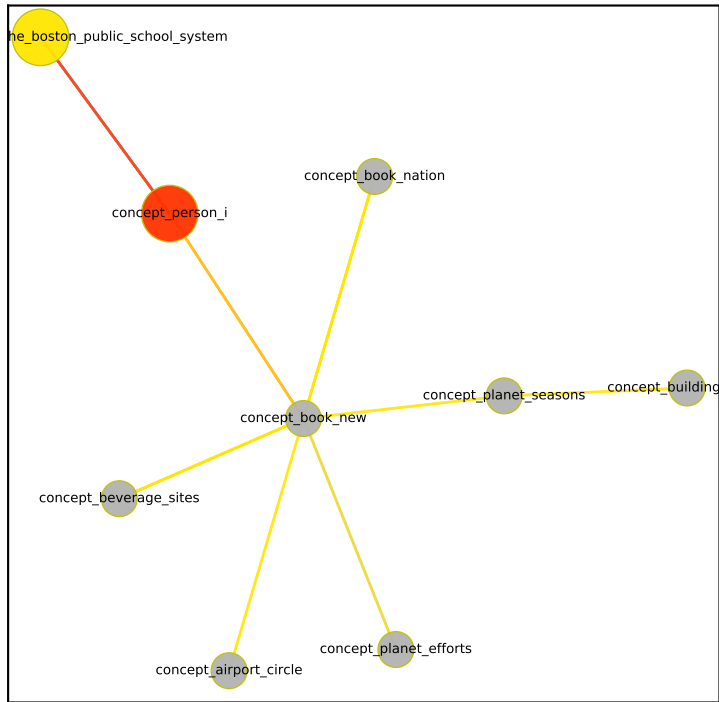 he_boston_public_school_system
concept_book_nation
concept_person_i
concept_planet_seasons
concept_building
concept_book_new
concept_beverage_sites
concept_planet_efforts
concept_airport_circle